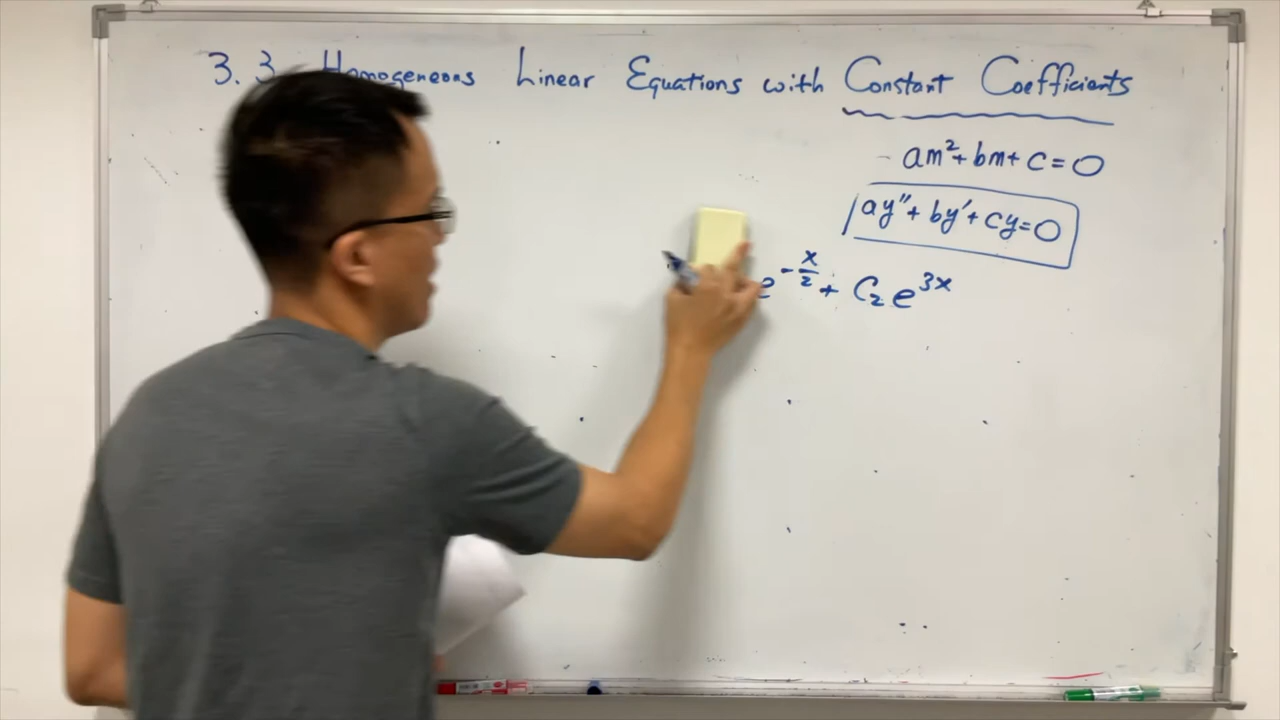 3.3 Homogeneous Linear Equations with Constant Coefficients
am²+bm+c=0
ay″+by′+cy=0
e^{-x/2}+C₂e^{3x}